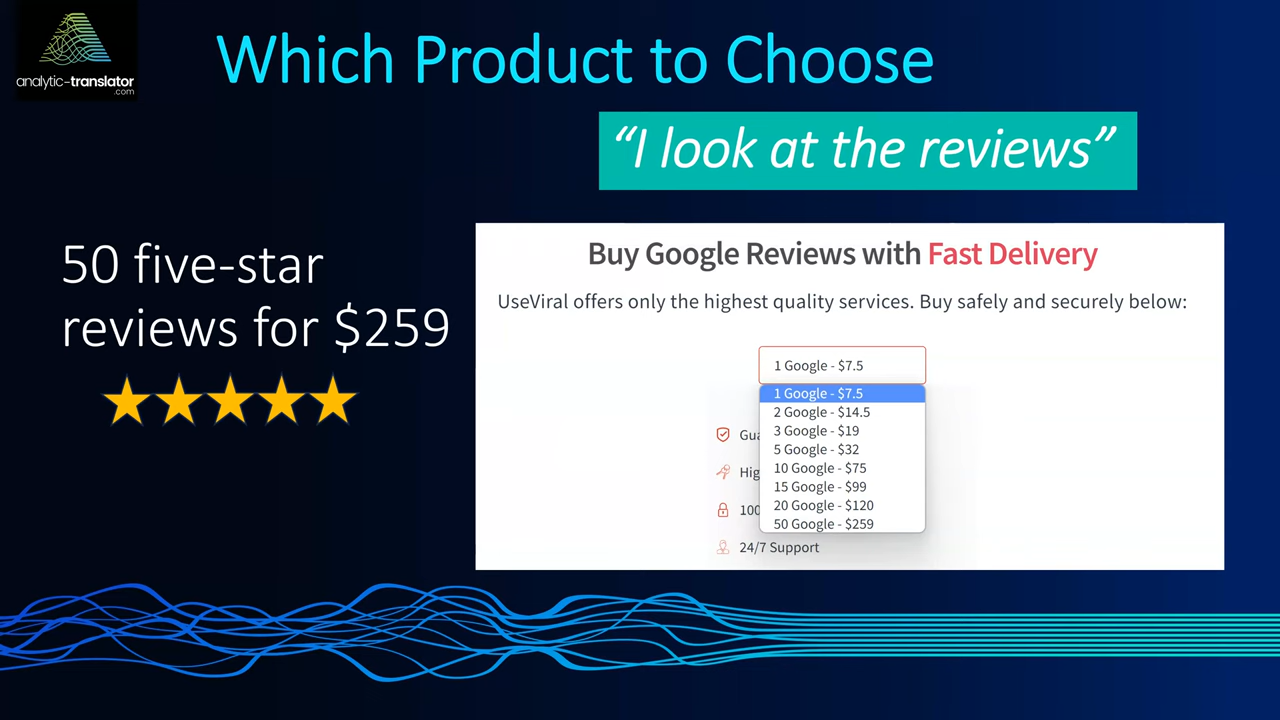 analytic-translator
.com
Which Product to Choose
“I look at the reviews”
50 five-star
reviews for $259
Buy Google Reviews with Fast Delivery
UseViral offers only the highest quality services. Buy safely and securely below:
1 Google - $7.5
1 Google - $7.5
2 Google - $14.5
3 Google - $19
5 Google - $32
10 Google - $75
15 Google - $99
20 Google - $120
50 Google - $259
Gua
Hig
100
24/7 Support